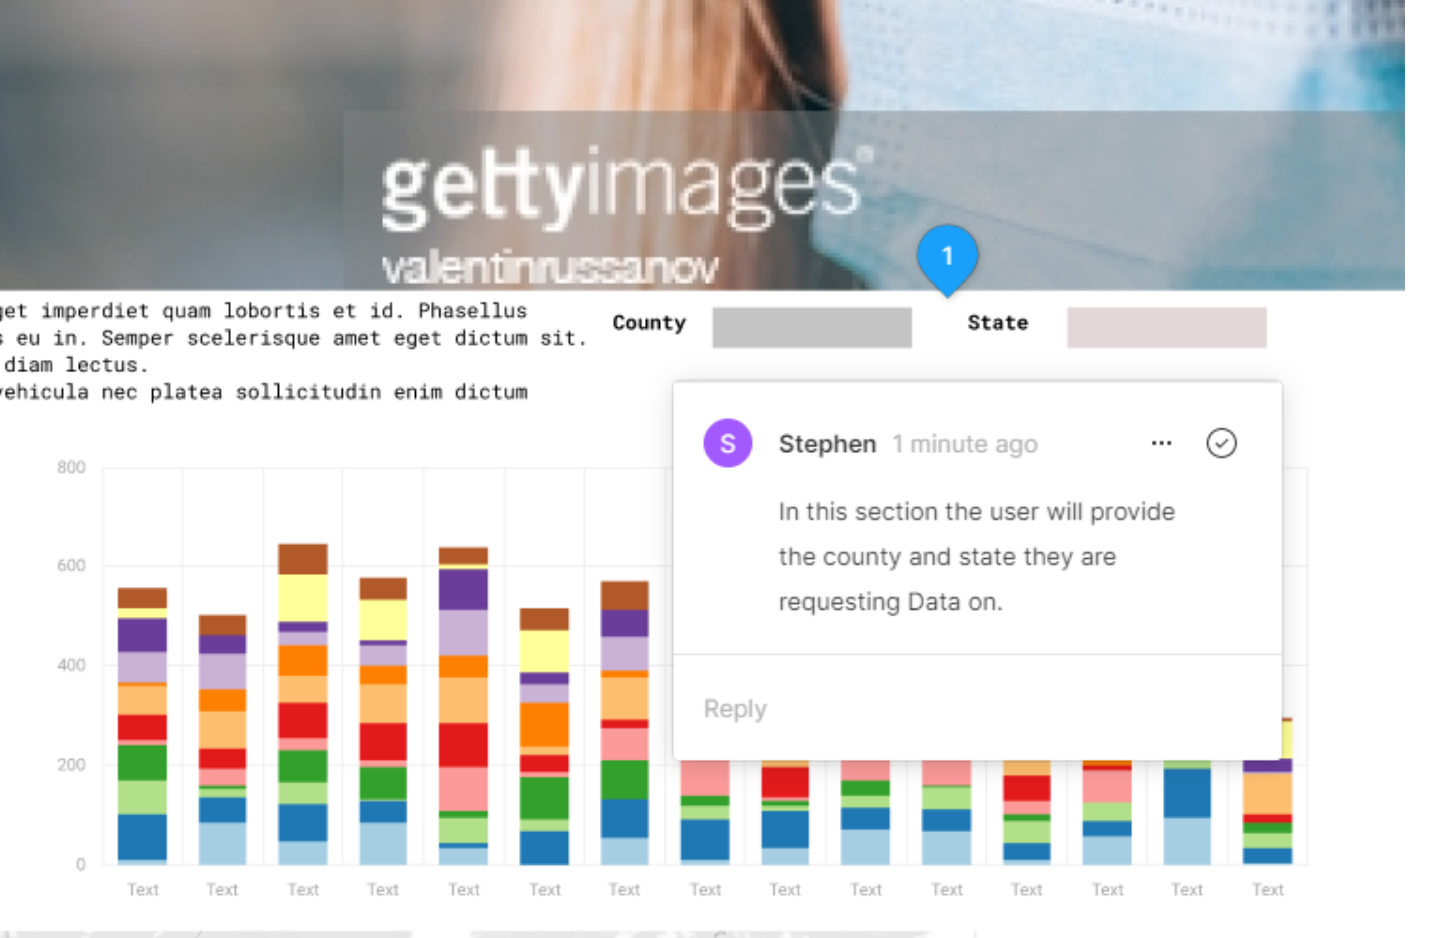 gettyimages®
valentinrussanov
1
get imperdiet quam lobortis et id. Phasellus
s eu in. Semper scelerisque amet eget dictum sit.
diam lectus.
vehicula nec platea sollicitudin enim dictum
County
State
S
Stephen 1 minute ago
In this section the user will provide
the county and state they are
requesting Data on.
Reply
800
600
400
200
0
Text Text Text Text Text Text Text Text Text Text Text Text Text Text Text